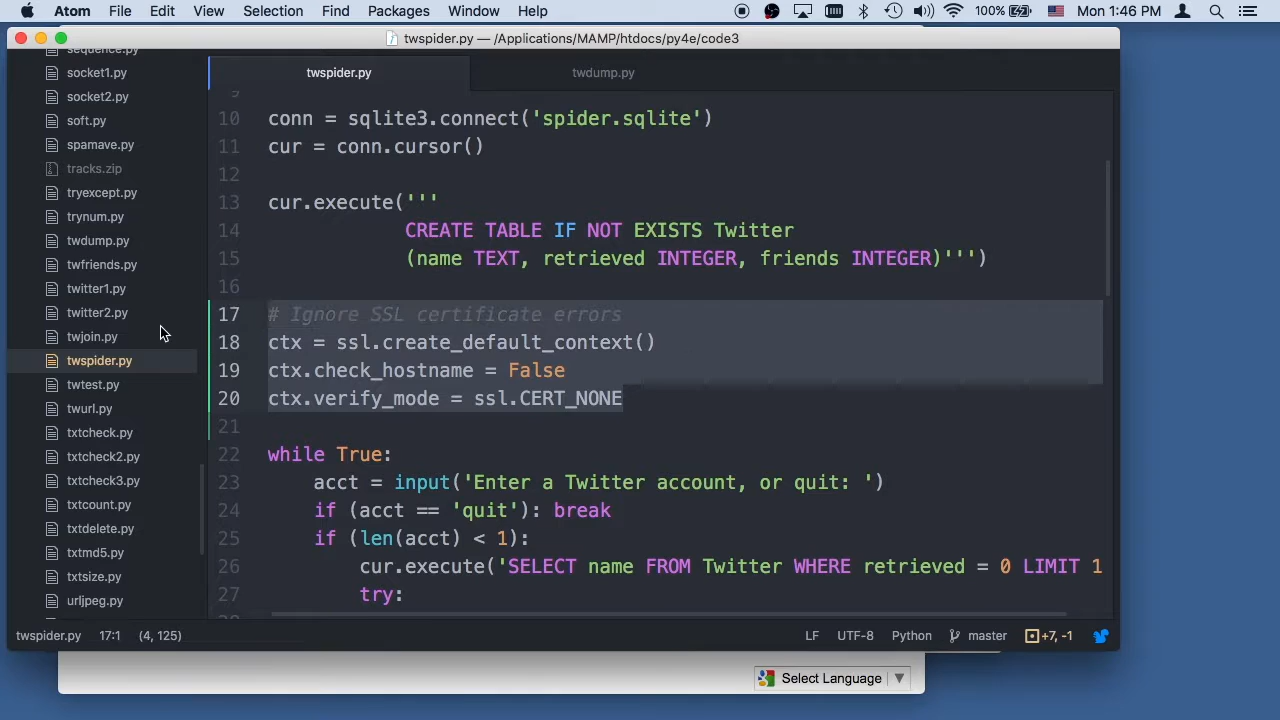 Atom File Edit View Selection Find Packages Window Help 100% Mon 1:46 PM
twspider.py — /Applications/MAMP/htdocs/py4e/code3
sequence.py
socket1.py
socket2.py
soft.py
spamave.py
tracks.zip
tryexcept.py
trynum.py
twdump.py
twfriends.py
twitter1.py
twitter2.py
twjoin.py
twspider.py
twtest.py
twurl.py
txtcheck.py
txtcheck2.py
txtcheck3.py
txtcount.py
txtdelete.py
txtmd5.py
txtsize.py
urljpeg.py
twspider.py twdump.py
9
10 conn = sqlite3.connect('spider.sqlite')
11 cur = conn.cursor()
12
13 cur.execute('''
14 CREATE TABLE IF NOT EXISTS Twitter
15 (name TEXT, retrieved INTEGER, friends INTEGER)''')
16
17 # Ignore SSL certificate errors
18 ctx = ssl.create_default_context()
19 ctx.check_hostname = False
20 ctx.verify_mode = ssl.CERT_NONE
21
22 while True:
23 acct = input('Enter a Twitter account, or quit: ')
24 if (acct == 'quit'): break
25 if (len(acct) < 1):
26 cur.execute('SELECT name FROM Twitter WHERE retrieved = 0 LIMIT 1
27 try:
twspider.py 17:1 (4, 125) LF UTF-8 Python master +7, -1
Select Language ▼